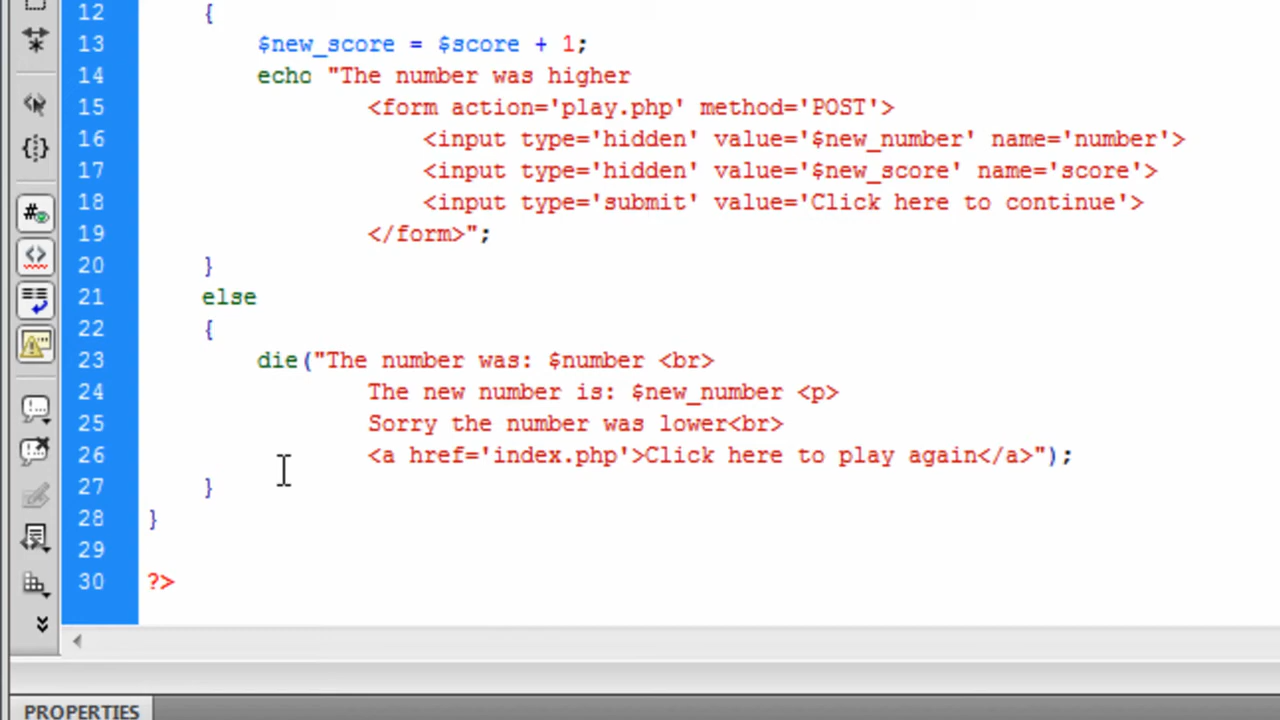 12 {
13 $new_score = $score + 1;
14 echo "The number was higher
15 <form action='play.php' method='POST'>
16 <input type='hidden' value='$new_number' name='number'>
17 <input type='hidden' value='$new_score' name='score'>
18 <input type='submit' value='Click here to continue'>
19 </form>";
20 }
21 else
22 {
23 die("The number was: $number <br>
24 The new number is: $new_number <p>
25 Sorry the number was lower<br>
26 <a href='index.php'>Click here to play again</a>");
27 }
28 }
29
30 ?>
PROPERTIES